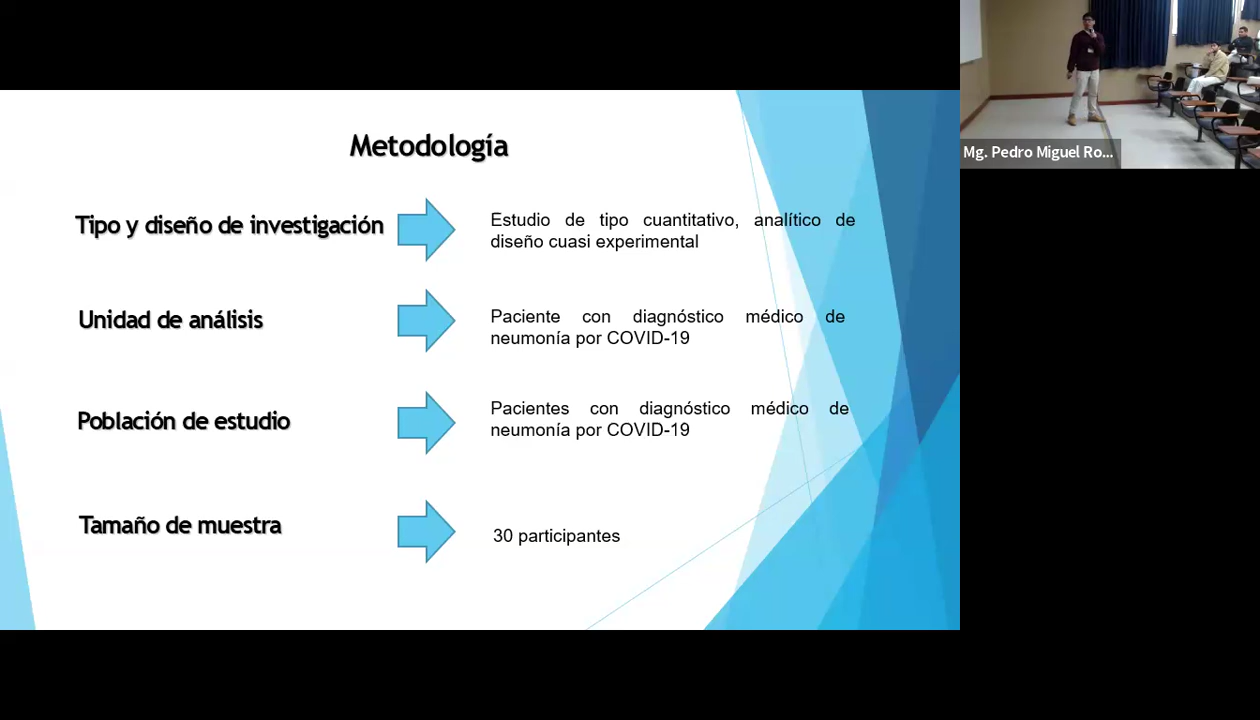 Metodología
Tipo y diseño de investigación
Estudio de tipo cuantitativo, analítico de
diseño cuasi experimental
Unidad de análisis
Paciente con diagnóstico médico de
neumonía por COVID-19
Población de estudio
Pacientes con diagnóstico médico de
neumonía por COVID-19
Tamaño de muestra
30 participantes
Mg. Pedro Miguel Ro...